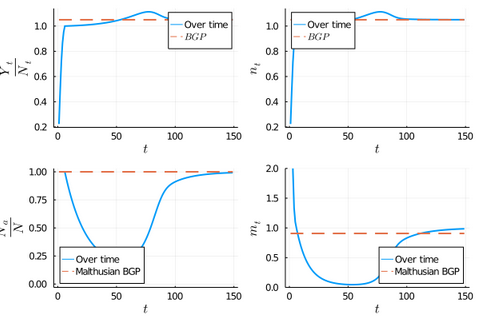 Y_t
N_t
1.0
0.8
0.6
0.4
0.2
0 50 100 150
t
Over time
BGP
n_t
1.0
0.8
0.6
0.4
0.2
0 50 100 150
t
Over time
BGP
N_a
N
1.00
0.75
0.50
0.25
0.00
0 50 100 150
t
Over time
Malthusian BGP
m_t
2.0
1.5
1.0
0.5
0.0
0 50 100 150
t
Over time
Malthusian BGP